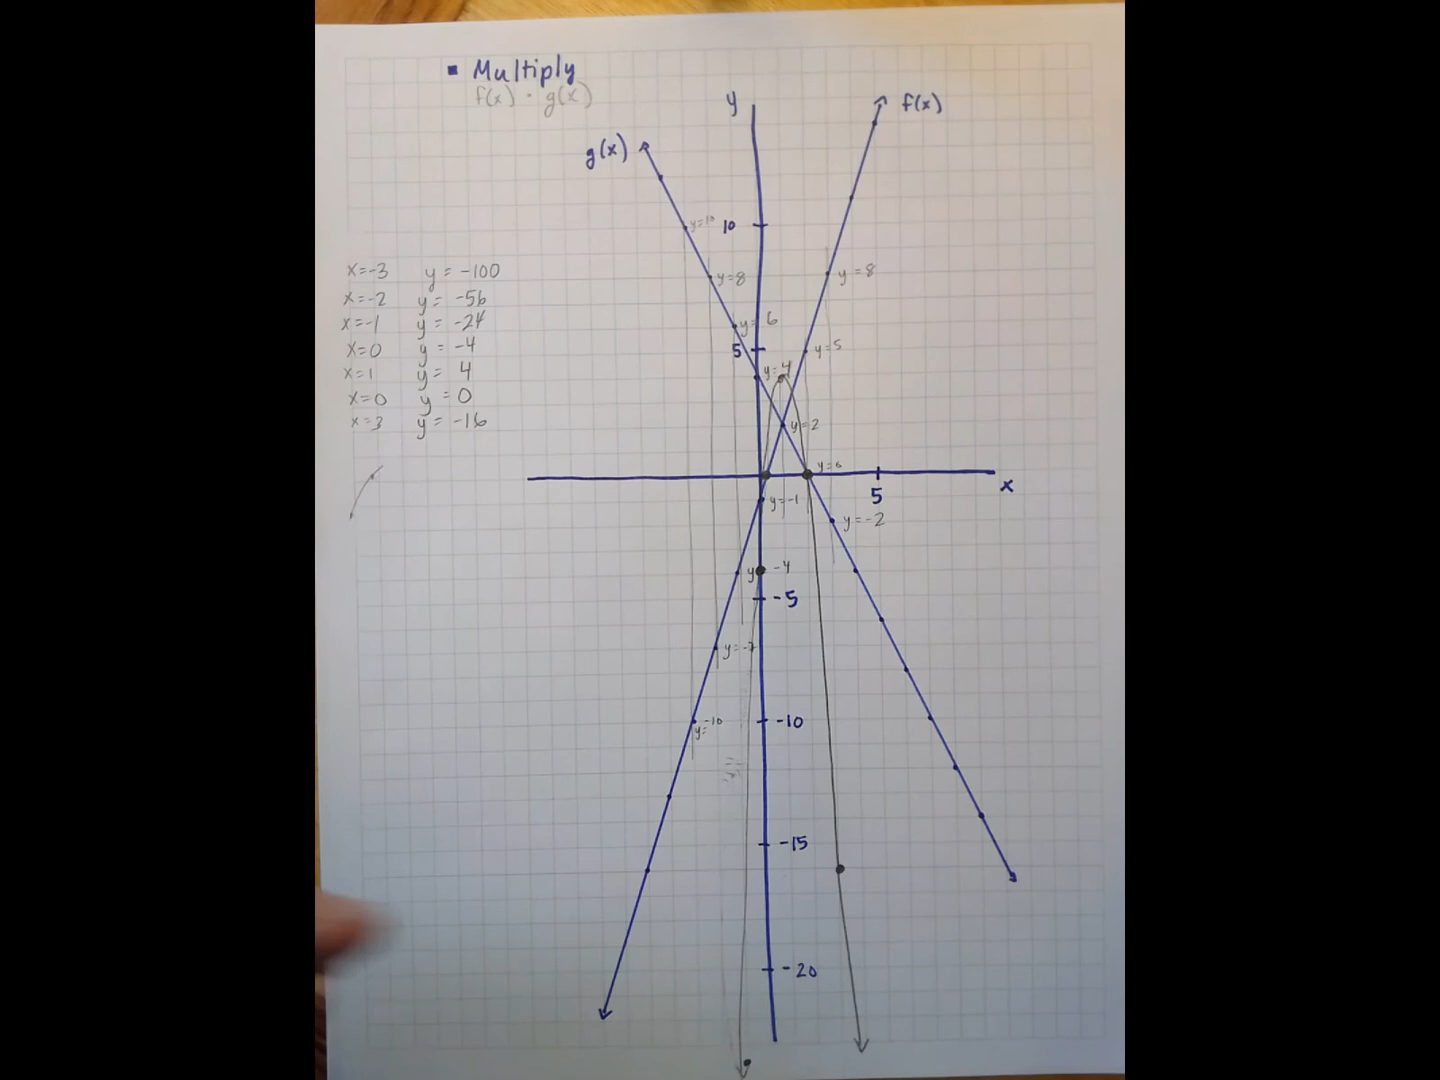 ▪ Multiply
f(x) · g(x)
y
f(x)
g(x)
y=10
10
x=-3 y = -100
y=8
y=8
x=-2 y = -56
x=-1 y = -24
y= 6
x=0 y = -4
5
y=5
x=1 y = 4
y=4
x=0 y = 0
x=3 y = -16
y=2
y=0
5
x
y=-1
y=-2
y -4
-5
y=-7
-10
y=-10
-15
-20